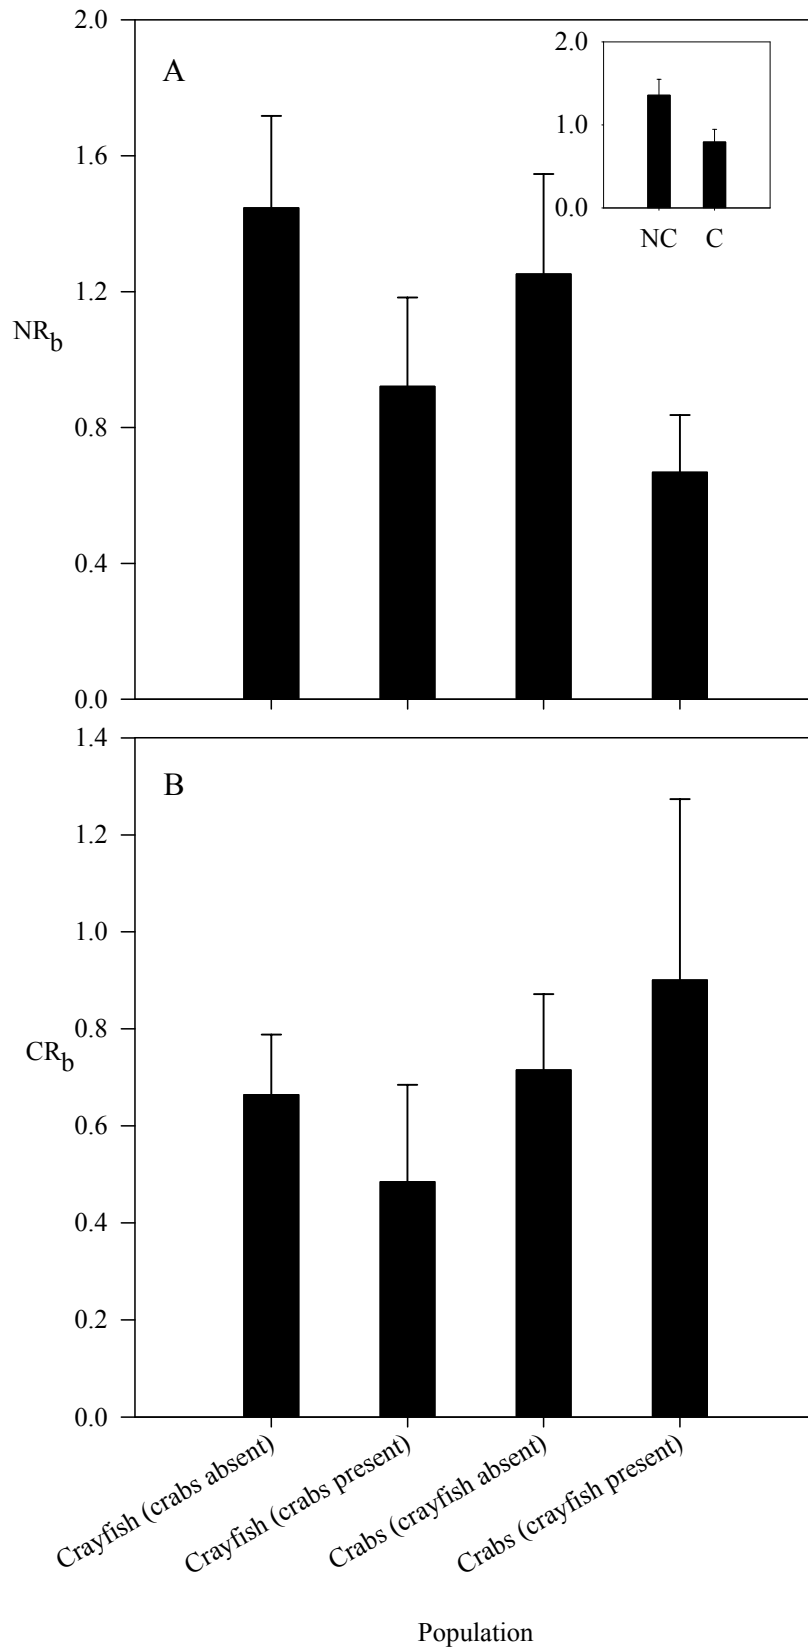 A
2.0
1.6
1.2
0.8
0.4
0.0
NRb
2.0
1.0
0.0
NC C
B
1.4
1.2
1.0
0.8
0.6
0.4
0.2
0.0
CRb
Crayfish (crabs absent)
Crayfish (crabs present)
Crabs (crayfish absent)
Crabs (crayfish present)
Population